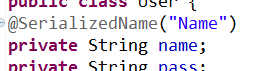 public class User {
@SerializedName("Name")
private String name;
private String pass;